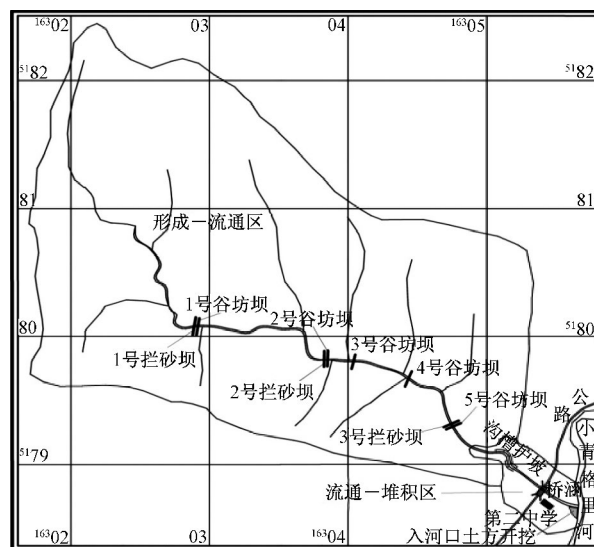 ¹⁶³02 03 04 ¹⁶³05
⁵¹82 ⁵¹82
81 81
形成－流通区
1号谷坊坝
2号谷坊坝
80 ⁵¹80
3号谷坊坝
1号拦砂坝
4号谷坊坝
2号拦砂坝
5号谷坊坝
公路
3号拦砂坝
沟槽护坡
小青格里河
⁵¹79 79
流通－堆积区
桥涵
第二中学
入河口土方开挖
¹⁶³02 03 ¹⁶³04